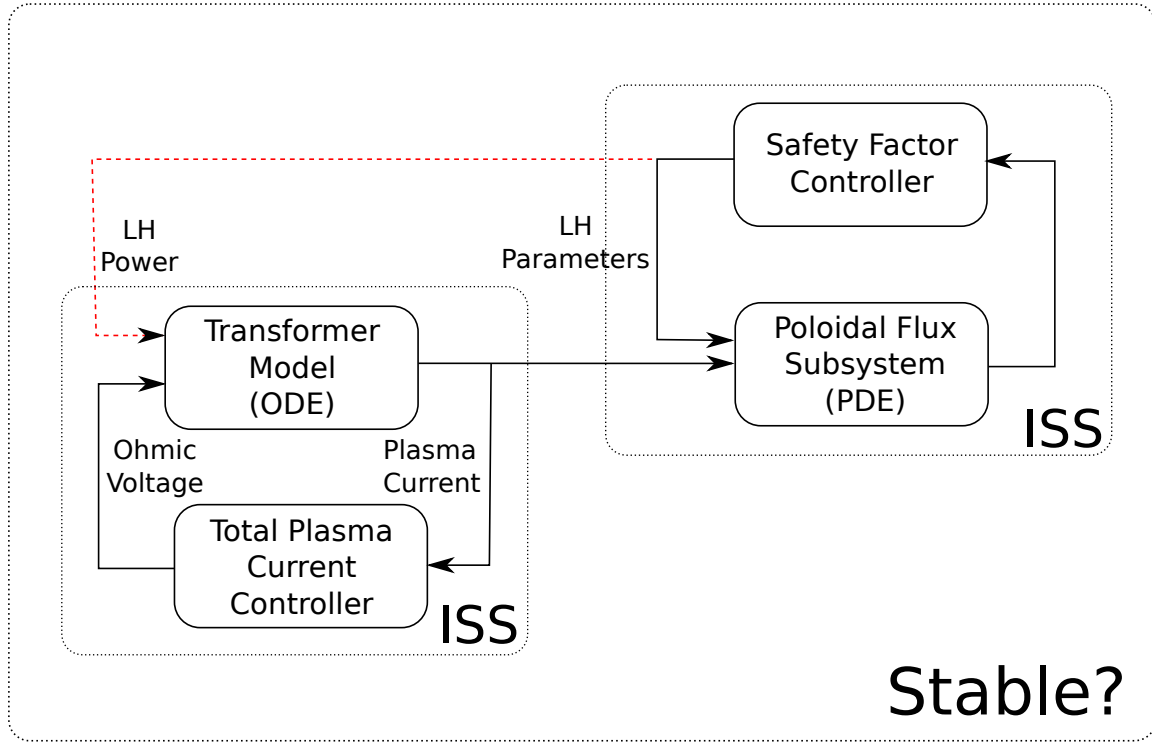 Safety Factor
Controller
LH
Power
LH
Parameters
Transformer
Model
(ODE)
Poloidal Flux
Subsystem
(PDE)
ISS
Ohmic
Voltage
Plasma
Current
Total Plasma
Current
Controller
ISS
Stable?